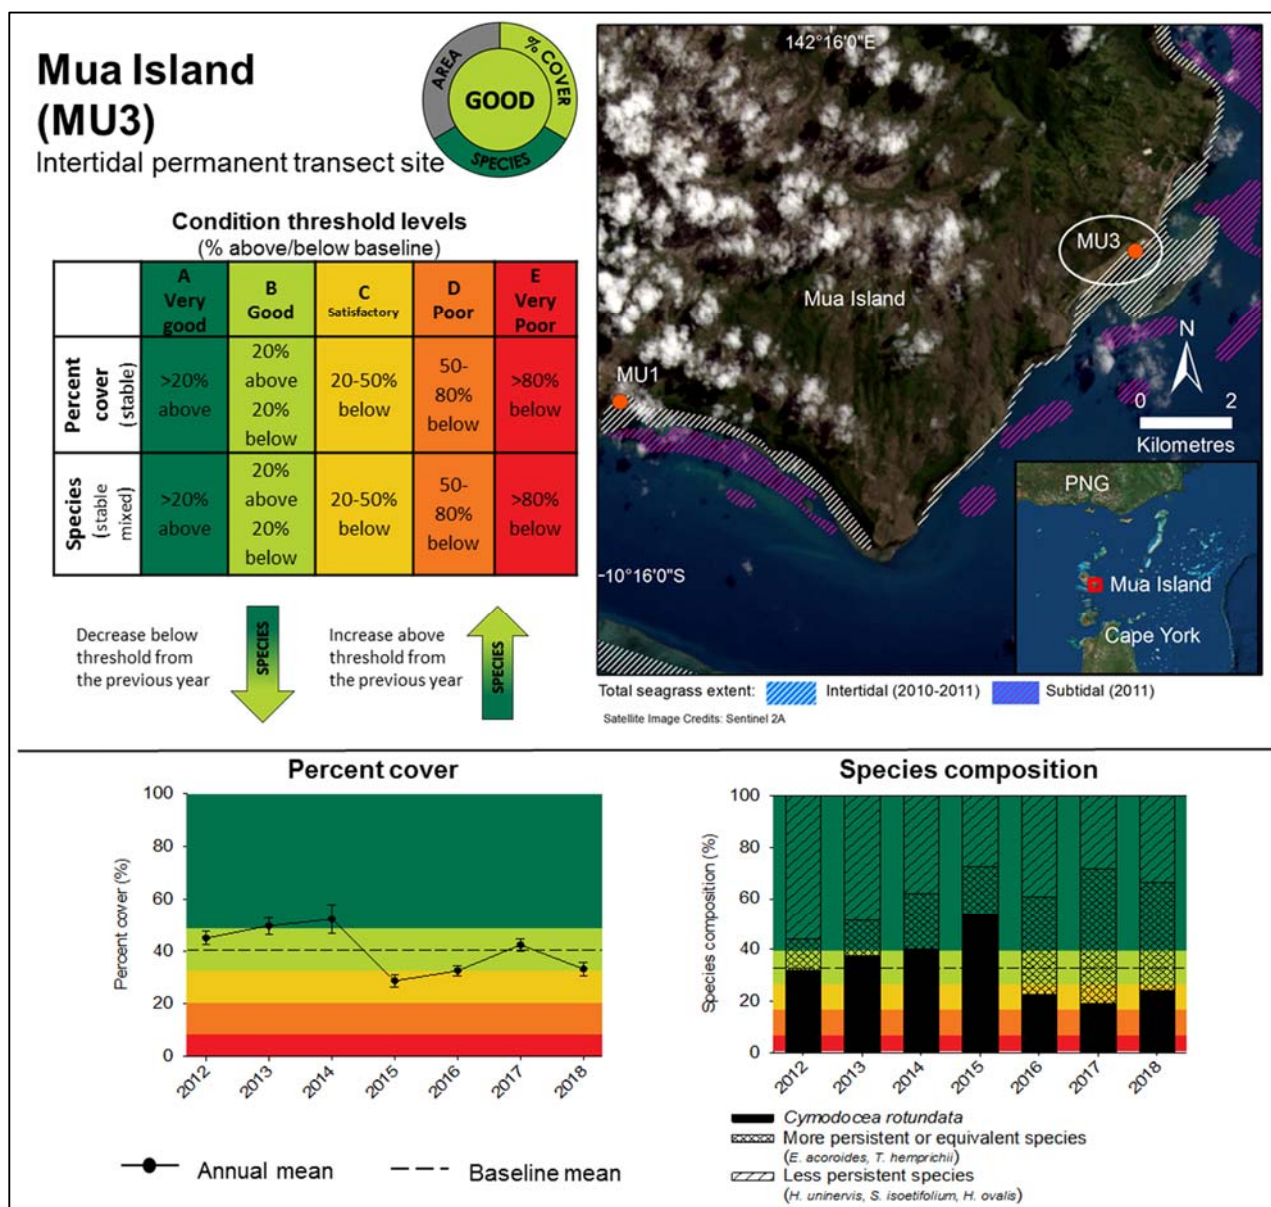 Mua Island
(MU3)
Intertidal permanent transect site
AREA
% COVER
GOOD
SPECIES
Condition threshold levels
(% above/below baseline)
A
Very
good
B
Good
C
Satisfactory
D
Poor
E
Very
Poor
Percent
cover
(stable)
>20%
above
20%
above
20%
below
20-50%
below
50-
80%
below
>80%
below
Species
(stable
mixed)
>20%
above
20%
above
20%
below
20-50%
below
50-
80%
below
>80%
below
Decrease below
threshold from
the previous year
SPECIES
Increase above
threshold from
the previous year
SPECIES
142°16'0"E
MU3
Mua Island
N
MU1
0 2
Kilometres
PNG
10°16'0"S
Mua Island
Cape York
Total seagrass extent: Intertidal (2010-2011) Subtidal (2011)
Satellite Image Credits: Sentinel 2A
Percent cover
Percent cover (%)
100
80
60
40
20
0
2012 2013 2014 2015 2016 2017 2018
Annual mean
Baseline mean
Species composition
Species composition (%)
100
80
60
40
20
0
2012 2013 2014 2015 2016 2017 2018
Cymodocea rotundata
More persistent or equivalent species
(E. acoroides, T. hemprichii)
Less persistent species
(H. uninervis, S. isoetifolium, H. ovalis)